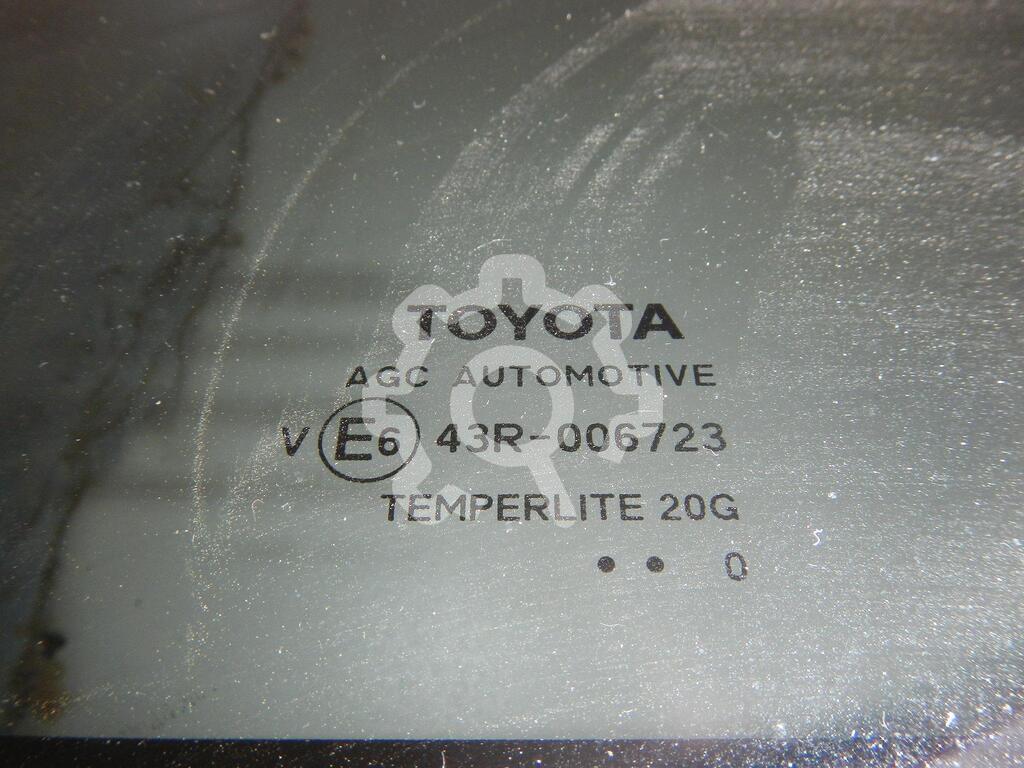 TOYOTA
AGC AUTOMOTIVE
V E6 43R-006723
TEMPERLITE 20G
•• 0